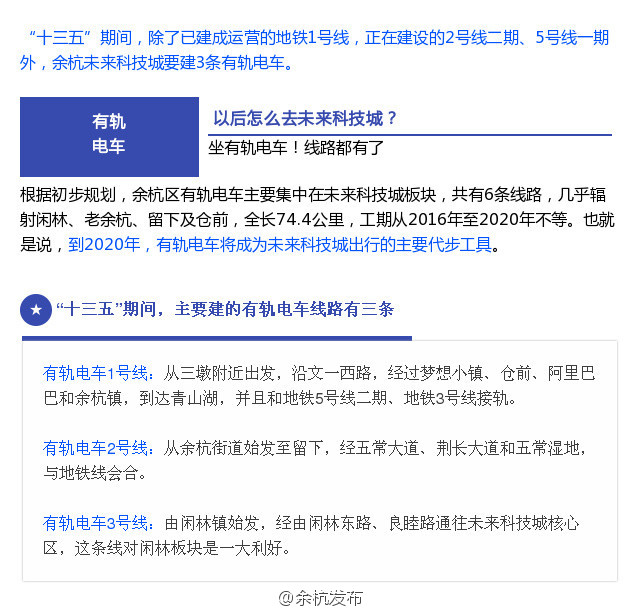 “十三五”期间，除了已建成运营的地铁1号线，正在建设的2号线二期、5号线一期
外，余杭未来科技城要建3条有轨电车。
有轨
电车
以后怎么去未来科技城？
坐有轨电车！线路都有了
根据初步规划，余杭区有轨电车主要集中在未来科技城板块，共有6条线路，几乎辐
射闲林、老余杭、留下及仓前，全长74.4公里，工期从2016年至2020年不等。也就
是说，到2020年，有轨电车将成为未来科技城出行的主要代步工具。
“十三五”期间，主要建的有轨电车线路有三条
有轨电车1号线：从三墩附近出发，沿文一西路，经过梦想小镇、仓前、阿里巴
巴和余杭镇，到达青山湖，并且和地铁5号线二期、地铁3号线接轨。
有轨电车2号线：从余杭街道始发至留下，经五常大道、荆长大道和五常湿地，
与地铁线会合。
有轨电车3号线：由闲林镇始发，经由闲林东路、良睦路通往未来科技城核心
区，这条线对闲林板块是一大利好。
@余杭发布